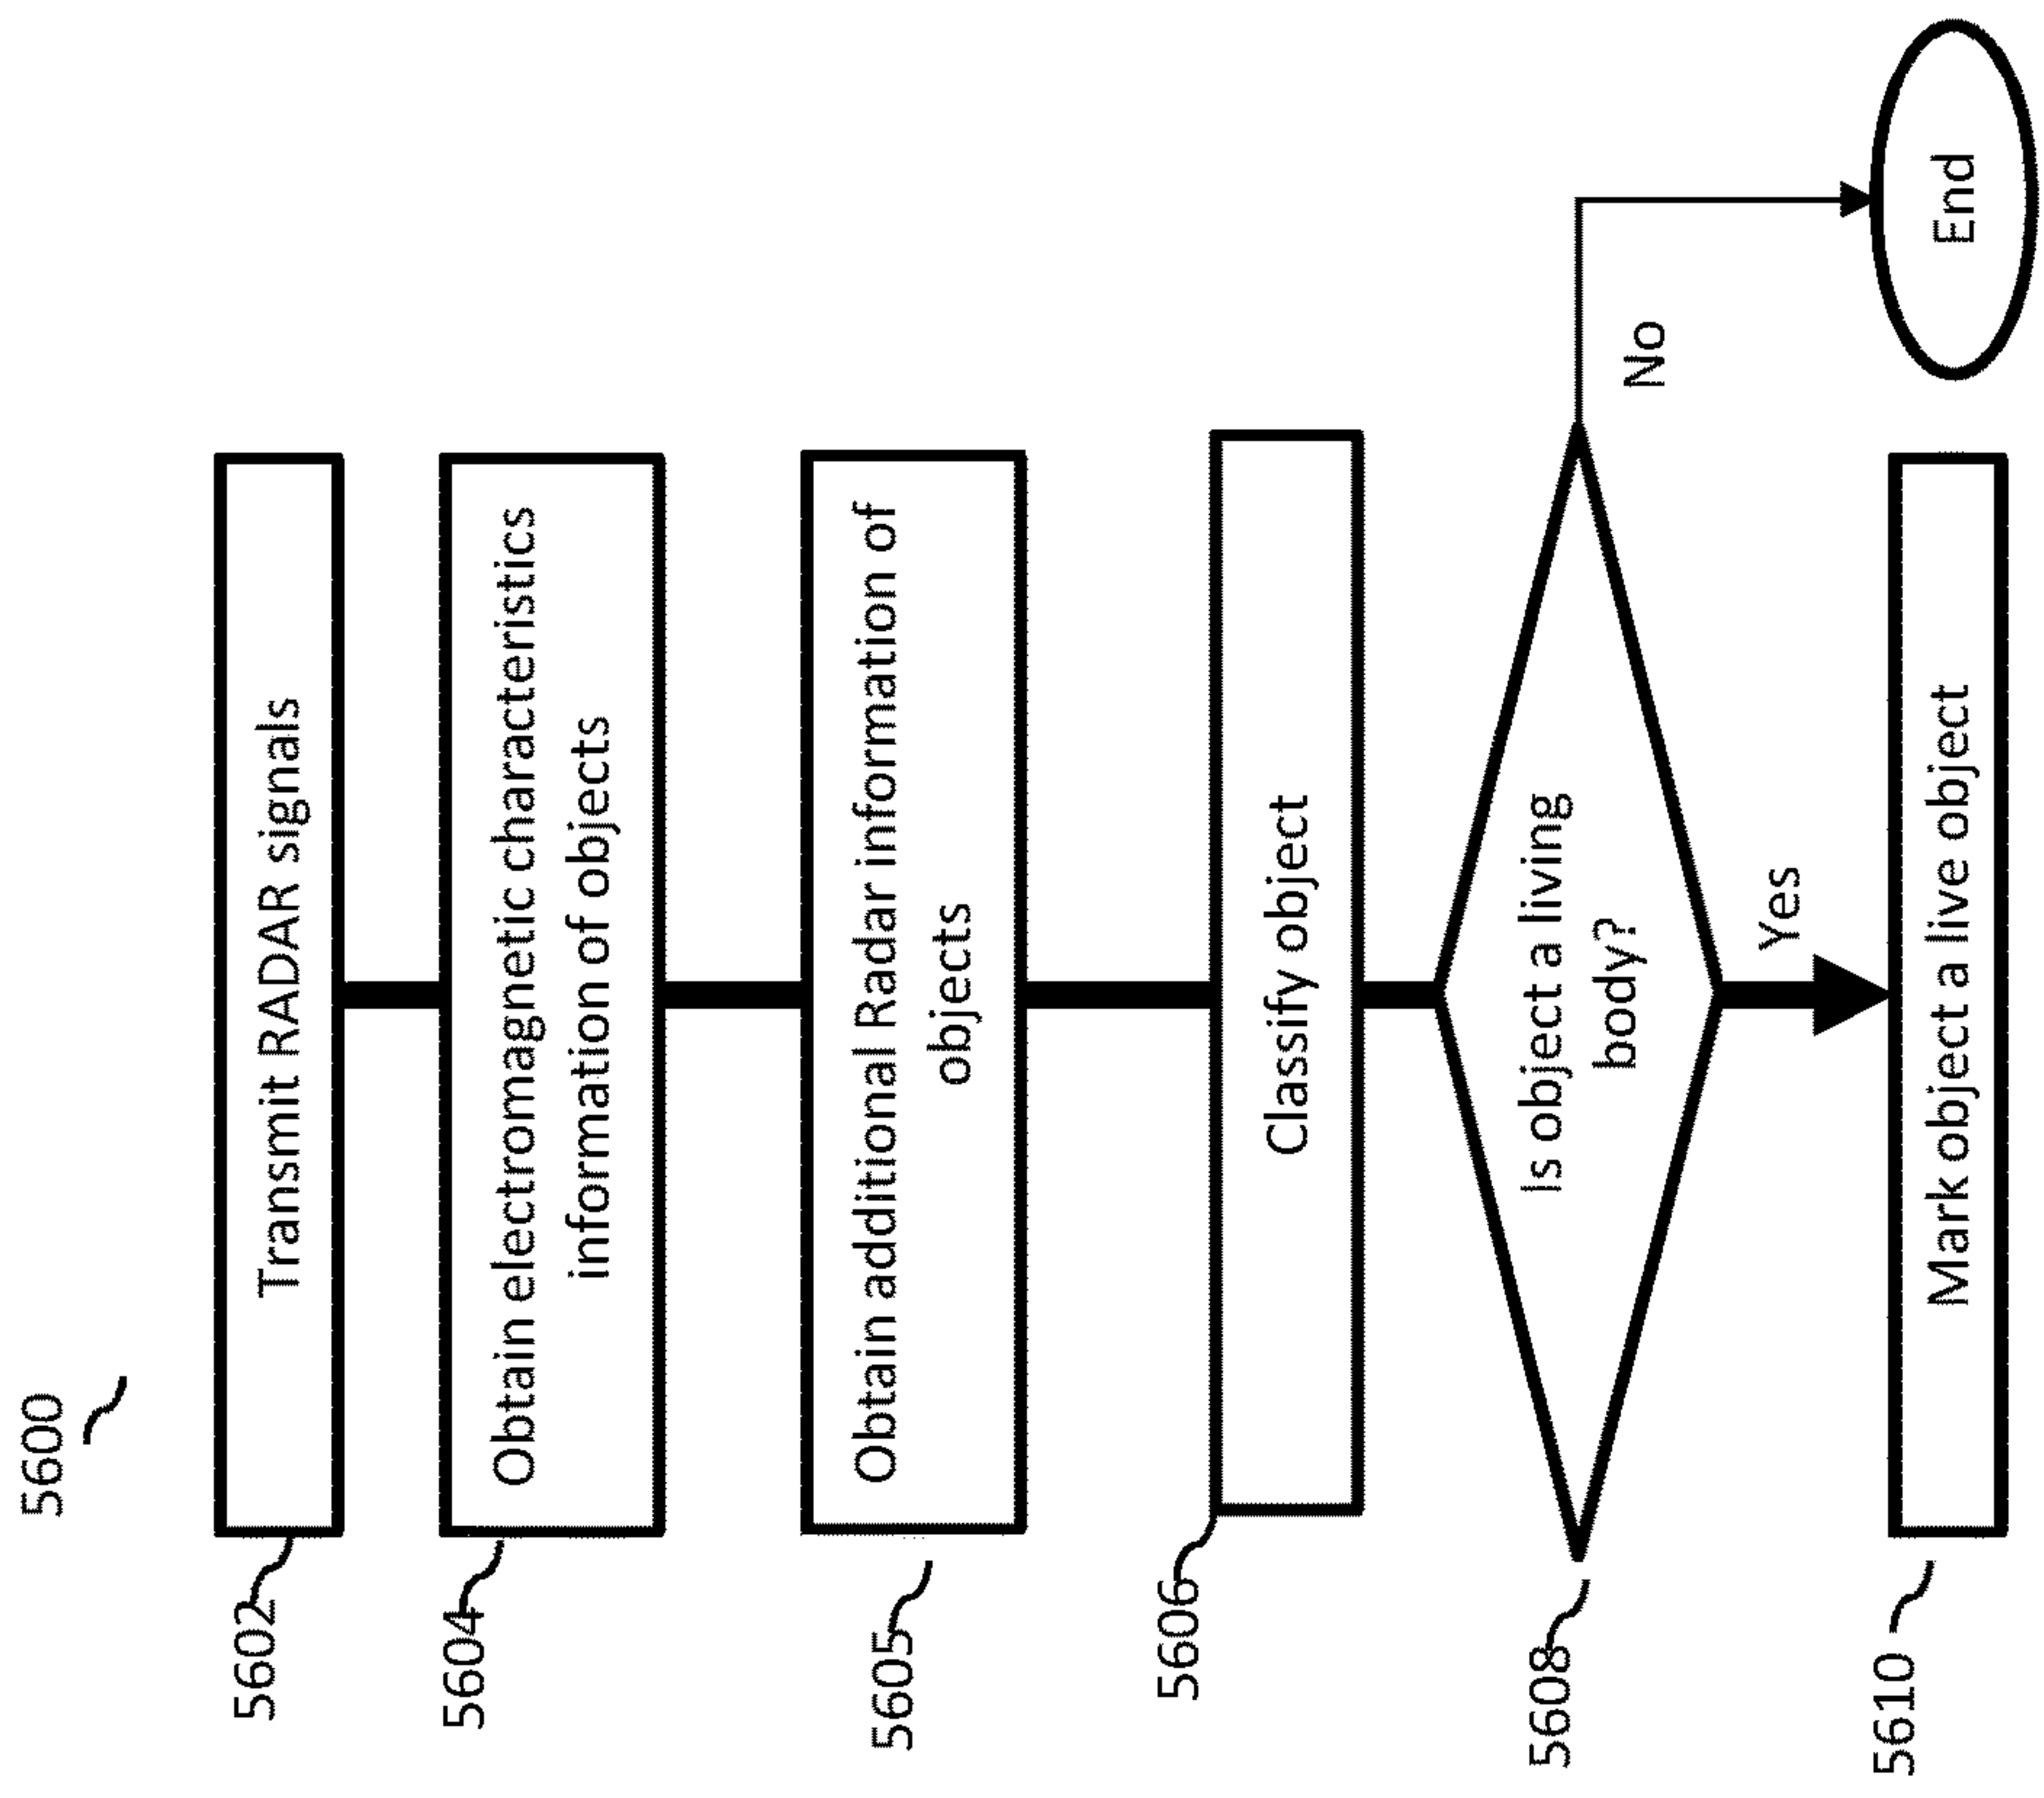 5600
5602
Transmit RADAR signals
5604
Obtain electromagnetic characteristics
information of objects
5605
Obtain additional Radar information of
objects
5606
Classify object
5608
Is object a living
body?
No
Yes
5610
Mark object a live object
End